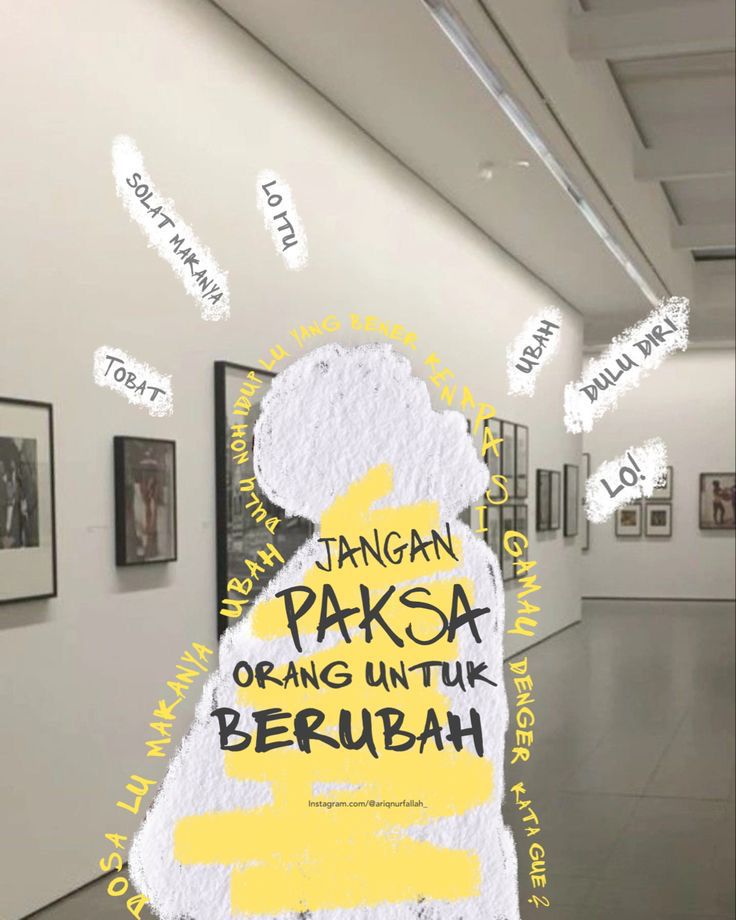 SOLAT MAKANYA
LO ITU
TOBAT
UBAH
DULU DIRI
LO!
DOSA LU MAKANYA UBAH DULU NOH IDUP LU YANG BENER KENAPA SI GAMAU DENGER KATA GUE ?
JANGAN
PAKSA
ORANG UNTUK
BERUBAH
Instagram.com/@ariqnurfallah_